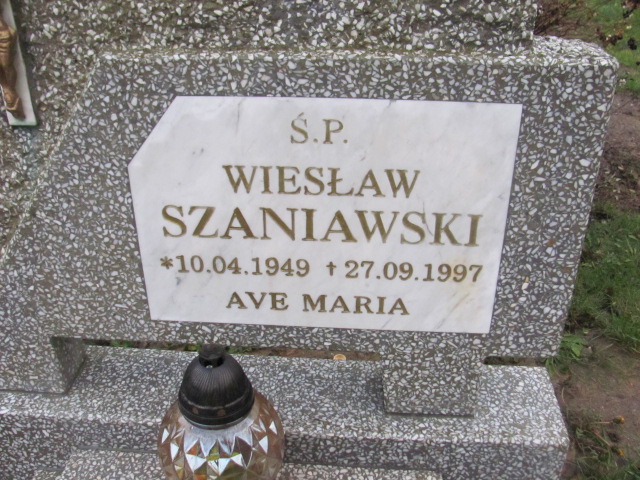 Ś.P.
WIESŁAW
SZANIAWSKI
*10.04.1949 †27.09.1997
AVE MARIA